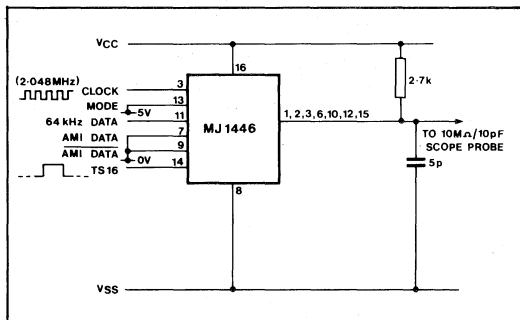 VCC
(2·048MHz)
16
CLOCK 3
2·7k
MODE 13
5V
MJ1446
1, 2, 3, 6, 10, 12, 15
64 kHz DATA 11
AMI DATA 7
TO 10MΩ/10pF
SCOPE PROBE
AMI DATA 9
0V
5p
TS16 14
8
VSS